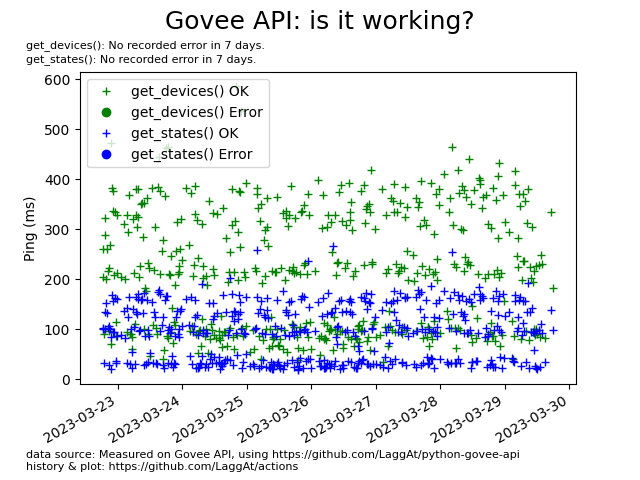 Govee API: is it working?
get_devices(): No recorded error in 7 days.
get_states(): No recorded error in 7 days.
get_devices() OK
get_devices() Error
get_states() OK
get_states() Error
Ping (ms)
600
500
400
300
200
100
0
2023-03-23
2023-03-24
2023-03-25
2023-03-26
2023-03-27
2023-03-28
2023-03-29
2023-03-30
data source: Measured on Govee API, using https://github.com/LaggAt/python-govee-api
history & plot: https://github.com/LaggAt/actions